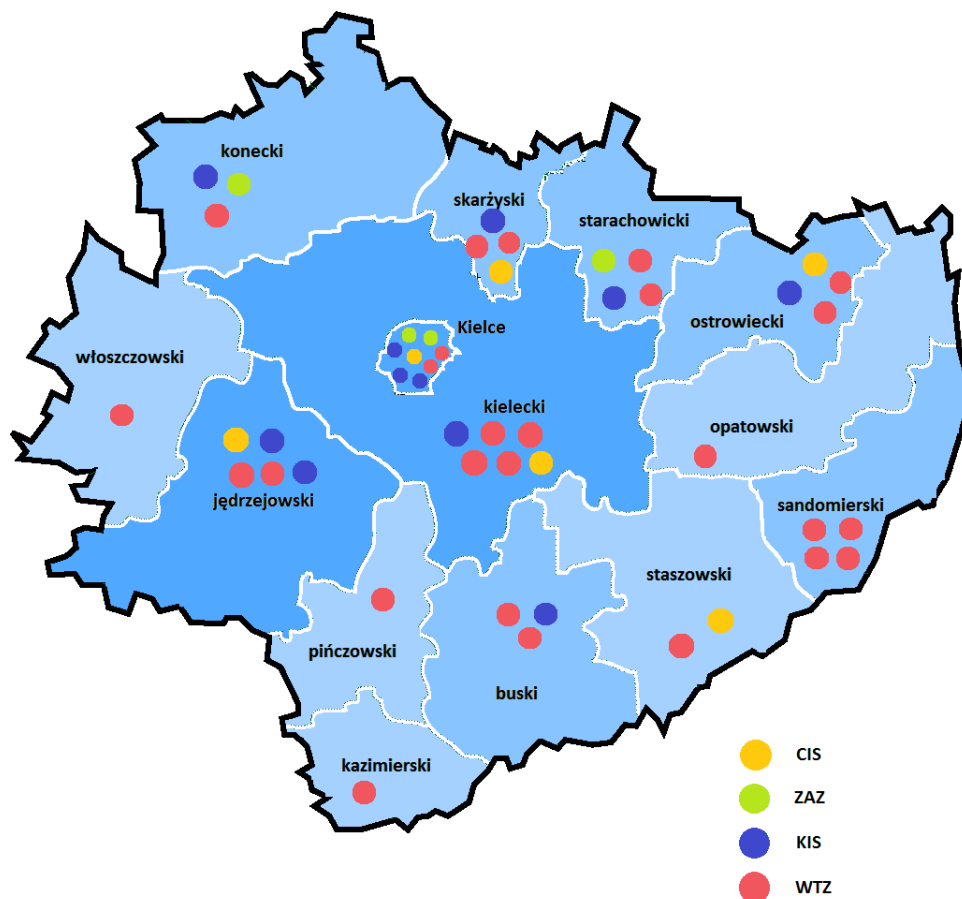 konecki
skarżyski
starachowicki
Kielce
ostrowiecki
włoszczowski
kielecki
opatowski
jędrzejowski
sandomierski
staszowski
pińczowski
buski
kazimierski
CIS
ZAZ
KIS
WTZ